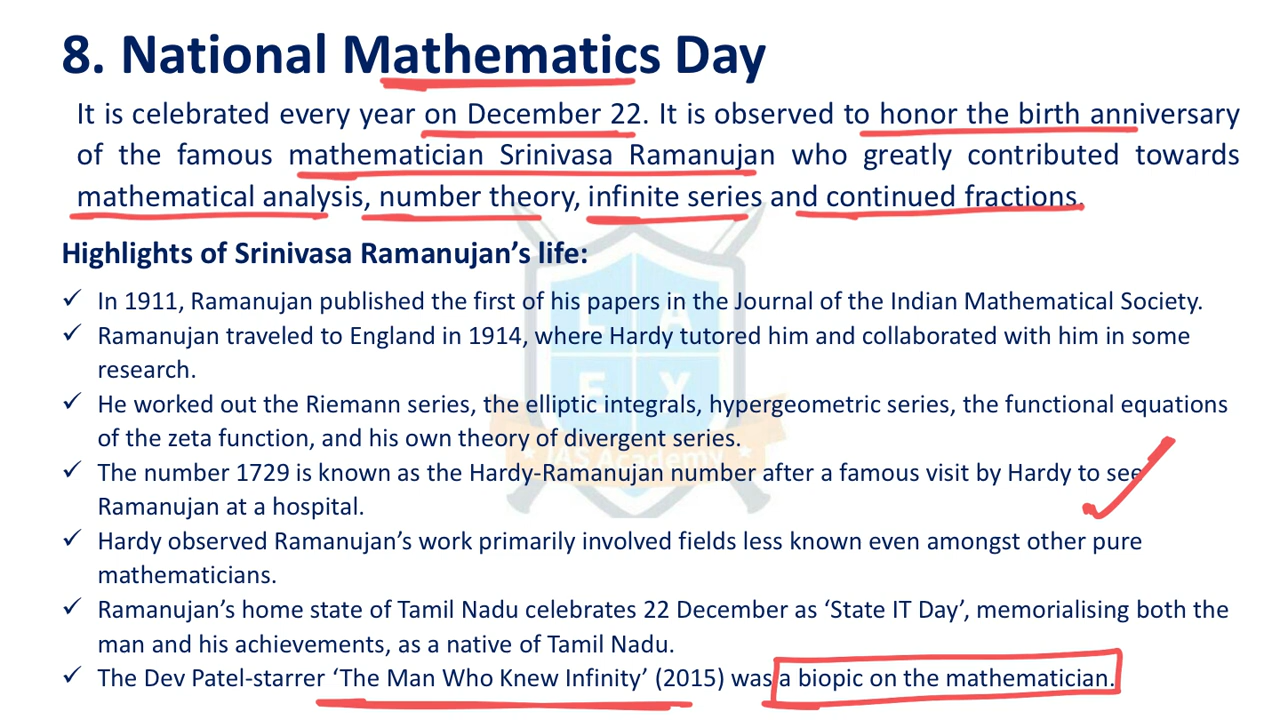 8. National Mathematics Day
It is celebrated every year on December 22. It is observed to honor the birth anniversary
of the famous mathematician Srinivasa Ramanujan who greatly contributed towards
mathematical analysis, number theory, infinite series and continued fractions.
Highlights of Srinivasa Ramanujan’s life:
✓ In 1911, Ramanujan published the first of his papers in the Journal of the Indian Mathematical Society.
✓ Ramanujan traveled to England in 1914, where Hardy tutored him and collaborated with him in some
research.
✓ He worked out the Riemann series, the elliptic integrals, hypergeometric series, the functional equations
of the zeta function, and his own theory of divergent series.
✓ The number 1729 is known as the Hardy-Ramanujan number after a famous visit by Hardy to see
Ramanujan at a hospital.
✓ Hardy observed Ramanujan’s work primarily involved fields less known even amongst other pure
mathematicians.
✓ Ramanujan’s home state of Tamil Nadu celebrates 22 December as ‘State IT Day’, memorialising both the
man and his achievements, as a native of Tamil Nadu.
✓ The Dev Patel-starrer ‘The Man Who Knew Infinity’ (2015) was a biopic on the mathematician.
L A
E X
IAS Academy